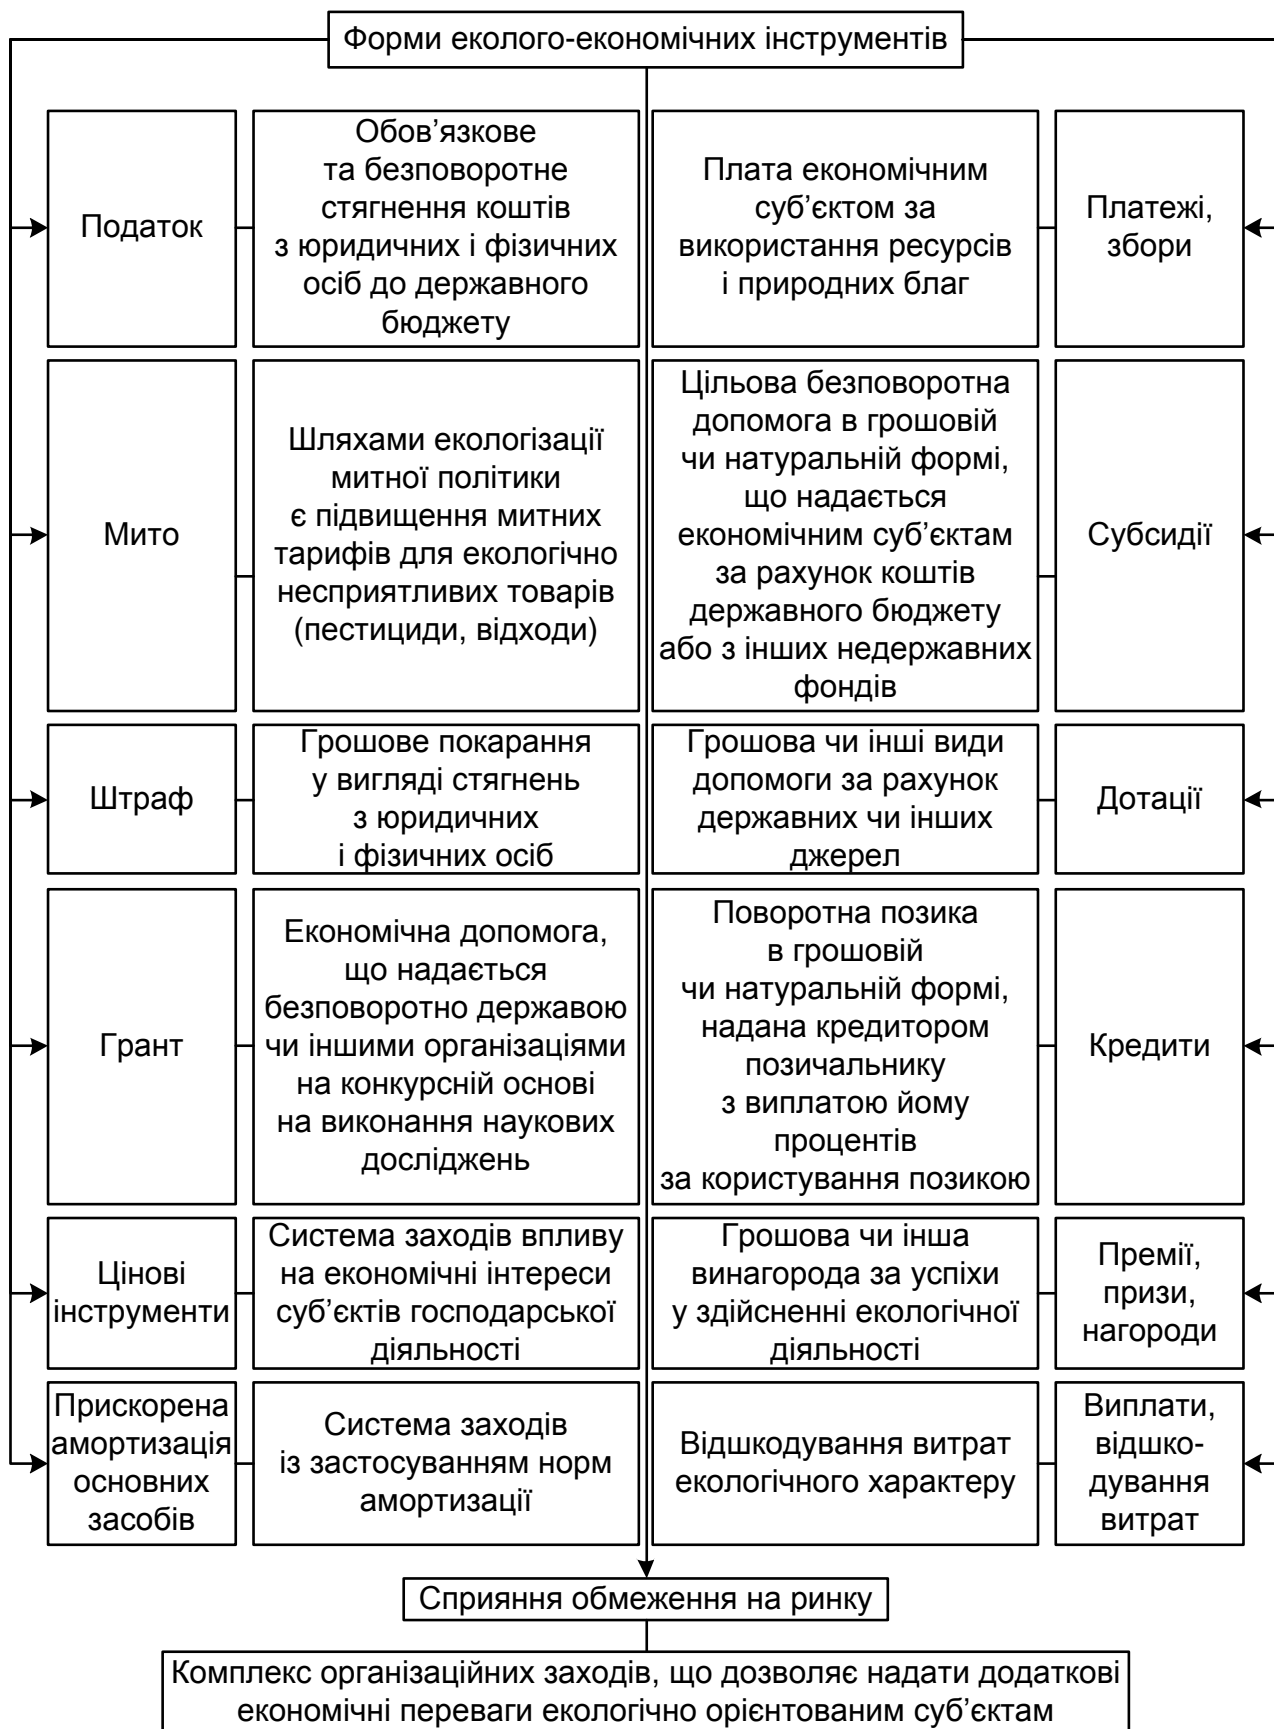 Форми еколого-економічних інструментів
Податок
Обов’язкове
та безповоротне
стягнення коштів
з юридичних і фізичних
осіб до державного
бюджету
Плата економічним
суб’єктом за
використання ресурсів
і природних благ
Платежі,
збори
Мито
Шляхами екологізації
митної політики
є підвищення митних
тарифів для екологічно
несприятливих товарів
(пестициди, відходи)
Цільова безповоротна
допомога в грошовій
чи натуральній формі,
що надається
економічним суб’єктам
за рахунок коштів
державного бюджету
або з інших недержавних
фондів
Субсидії
Штраф
Грошове покарання
у вигляді стягнень
з юридичних
і фізичних осіб
Грошова чи інші види
допомоги за рахунок
державних чи інших
джерел
Дотації
Грант
Економічна допомога,
що надається
безповоротно державою
чи іншими організаціями
на конкурсній основі
на виконання наукових
досліджень
Поворотна позика
в грошовій
чи натуральній формі,
надана кредитором
позичальнику
з виплатою йому
процентів
за користування позикою
Кредити
Цінові
інструменти
Система заходів впливу
на економічні інтереси
суб’єктів господарської
діяльності
Грошова чи інша
винагорода за успіхи
у здійсненні екологічної
діяльності
Премії,
призи,
нагороди
Прискорена
амортизація
основних
засобів
Система заходів
із застосуванням норм
амортизації
Відшкодування витрат
екологічного характеру
Виплати,
відшко-
дування
витрат
Сприяння обмеження на ринку
Комплекс організаційних заходів, що дозволяє надати додаткові
економічні переваги екологічно орієнтованим суб’єктам